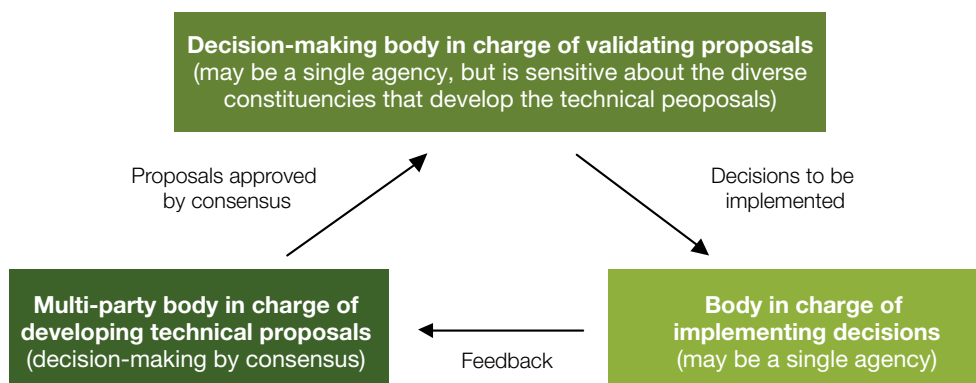 Decision-making body in charge of validating proposals
(may be a single agency, but is sensitive about the diverse
constituencies that develop the technical peoposals)
Proposals approved
by consensus
Decisions to be
implemented
Multi-party body in charge of
developing technical proposals
(decision-making by consensus)
Feedback
Body in charge of
implementing decisions
(may be a single agency)